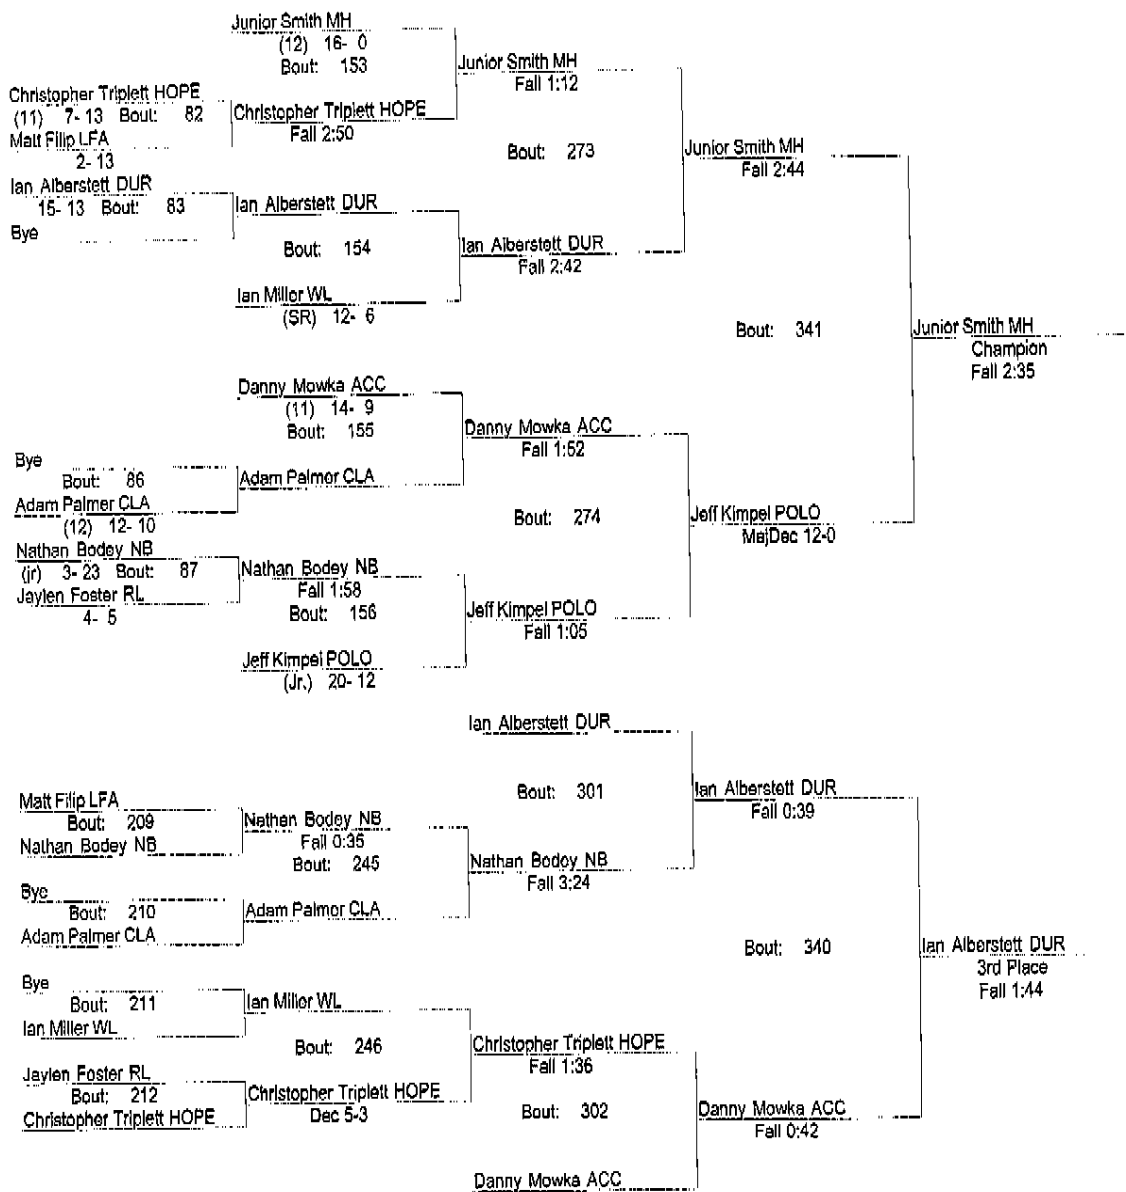 Junior Smith MH
(12) 16- 0
Bout: 153
Junior Smith MH
Fall 1:12
Christopher Triplett HOPE
(11) 7- 13 Bout: 82
Christopher Triplett HOPE
Fall 2:50
Matt Filip LFA
2- 13
Bout: 273
Junior Smith MH
Fall 2:44
Ian Alberstett DUR
15- 13 Bout: 83
Ian Alberstett DUR
Bye
Bout: 154
Ian Alberstett DUR
Fall 2:42
Ian Miller WL
(SR) 12- 6
Bout: 341
Junior Smith MH
Champion
Fall 2:35
Danny Mowka ACC
(11) 14- 9
Bout: 155
Danny Mowka ACC
Fall 1:52
Bye
Bout: 86
Adam Palmer CLA
Adam Palmer CLA
(12) 12- 10
Bout: 274
Jeff Kimpel POLO
MajDec 12-0
Nathan Bodey NB
(jr) 3- 23 Bout: 87
Nathan Bodey NB
Fall 1:58
Jaylen Foster RL
4- 5
Bout: 156
Jeff Kimpel POLO
Fall 1:05
Jeff Kimpel POLO
(Jr.) 20- 12
Ian Alberstett DUR
Bout: 301
Ian Alberstett DUR
Fall 0:39
Matt Filip LFA
Bout: 209
Nathan Bodey NB
Nathan Bodey NB
Fall 0:35
Bout: 245
Nathan Bodey NB
Fall 3:24
Bye
Bout: 210
Adam Palmer CLA
Adam Palmer CLA
Bout: 340
Ian Alberstett DUR
3rd Place
Fall 1:44
Bye
Bout: 211
Ian Miller WL
Ian Miller WL
Bout: 246
Christopher Triplett HOPE
Fall 1:36
Jaylen Foster RL
Bout: 212
Christopher Triplett HOPE
Christopher Triplett HOPE
Dec 5-3
Bout: 302
Danny Mowka ACC
Fall 0:42
Danny Mowka ACC